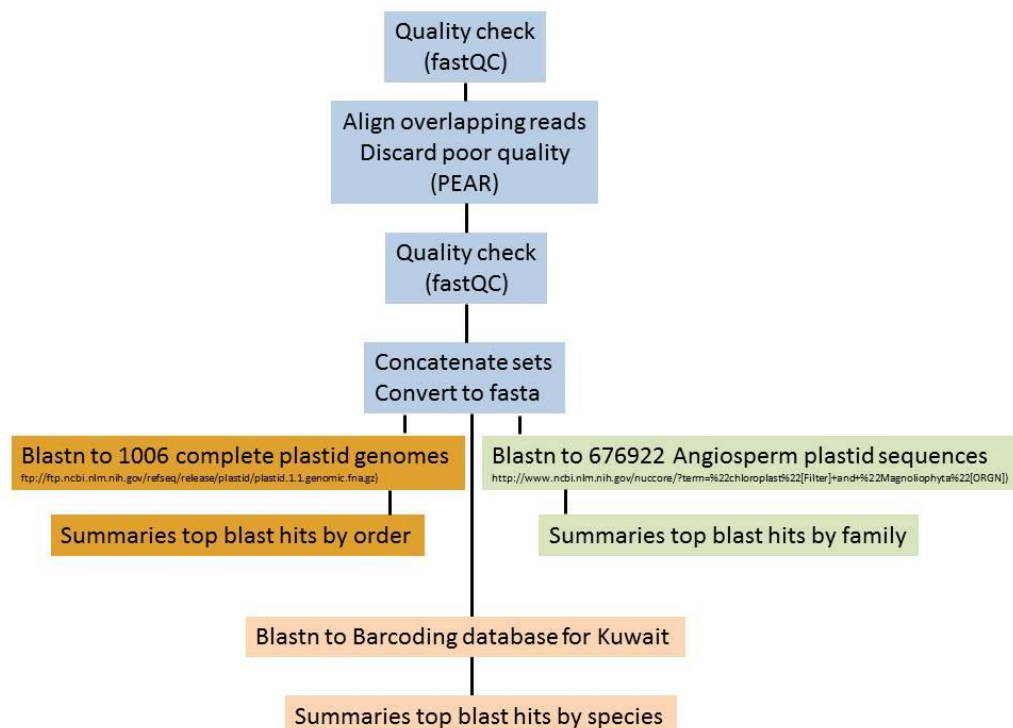 Quality check
(fastQC)
Align overlapping reads
Discard poor quality
(PEAR)
Quality check
(fastQC)
Concatenate sets
Convert to fasta
Blastn to 1006 complete plastid genomes
ftp://ftp.ncbi.nlm.nih.gov/refseq/release/plastid/plastid.1.1.genomic.fna.gz)
Summaries top blast hits by order
Blastn to 676922 Angiosperm plastid sequences
http://www.ncbi.nlm.nih.gov/nuccore/?term=%22chloroplast%22[Filter]+and+%22Magnoliophyta%22[ORGN])
Summaries top blast hits by family
Blastn to Barcoding database for Kuwait
Summaries top blast hits by species